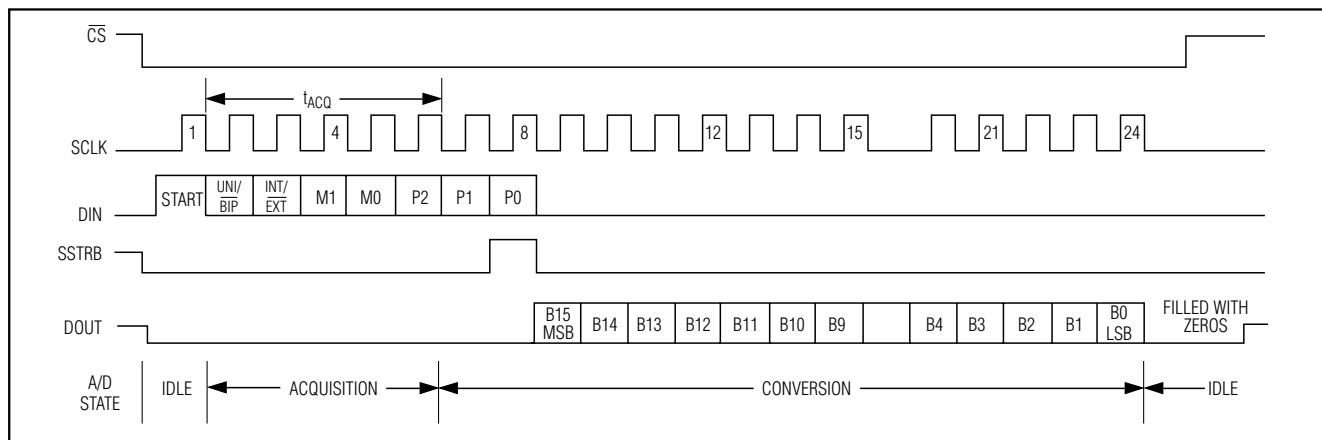 CS
tACQ
SCLK 1 4 8 12 15 21 24
DIN START UNI/BIP INT/EXT M1 M0 P2 P1 P0
SSTRB
DOUT B15 MSB B14 B13 B12 B11 B10 B9 B4 B3 B2 B1 B0 LSB FILLED WITH ZEROS
A/D STATE IDLE ACQUISITION CONVERSION IDLE